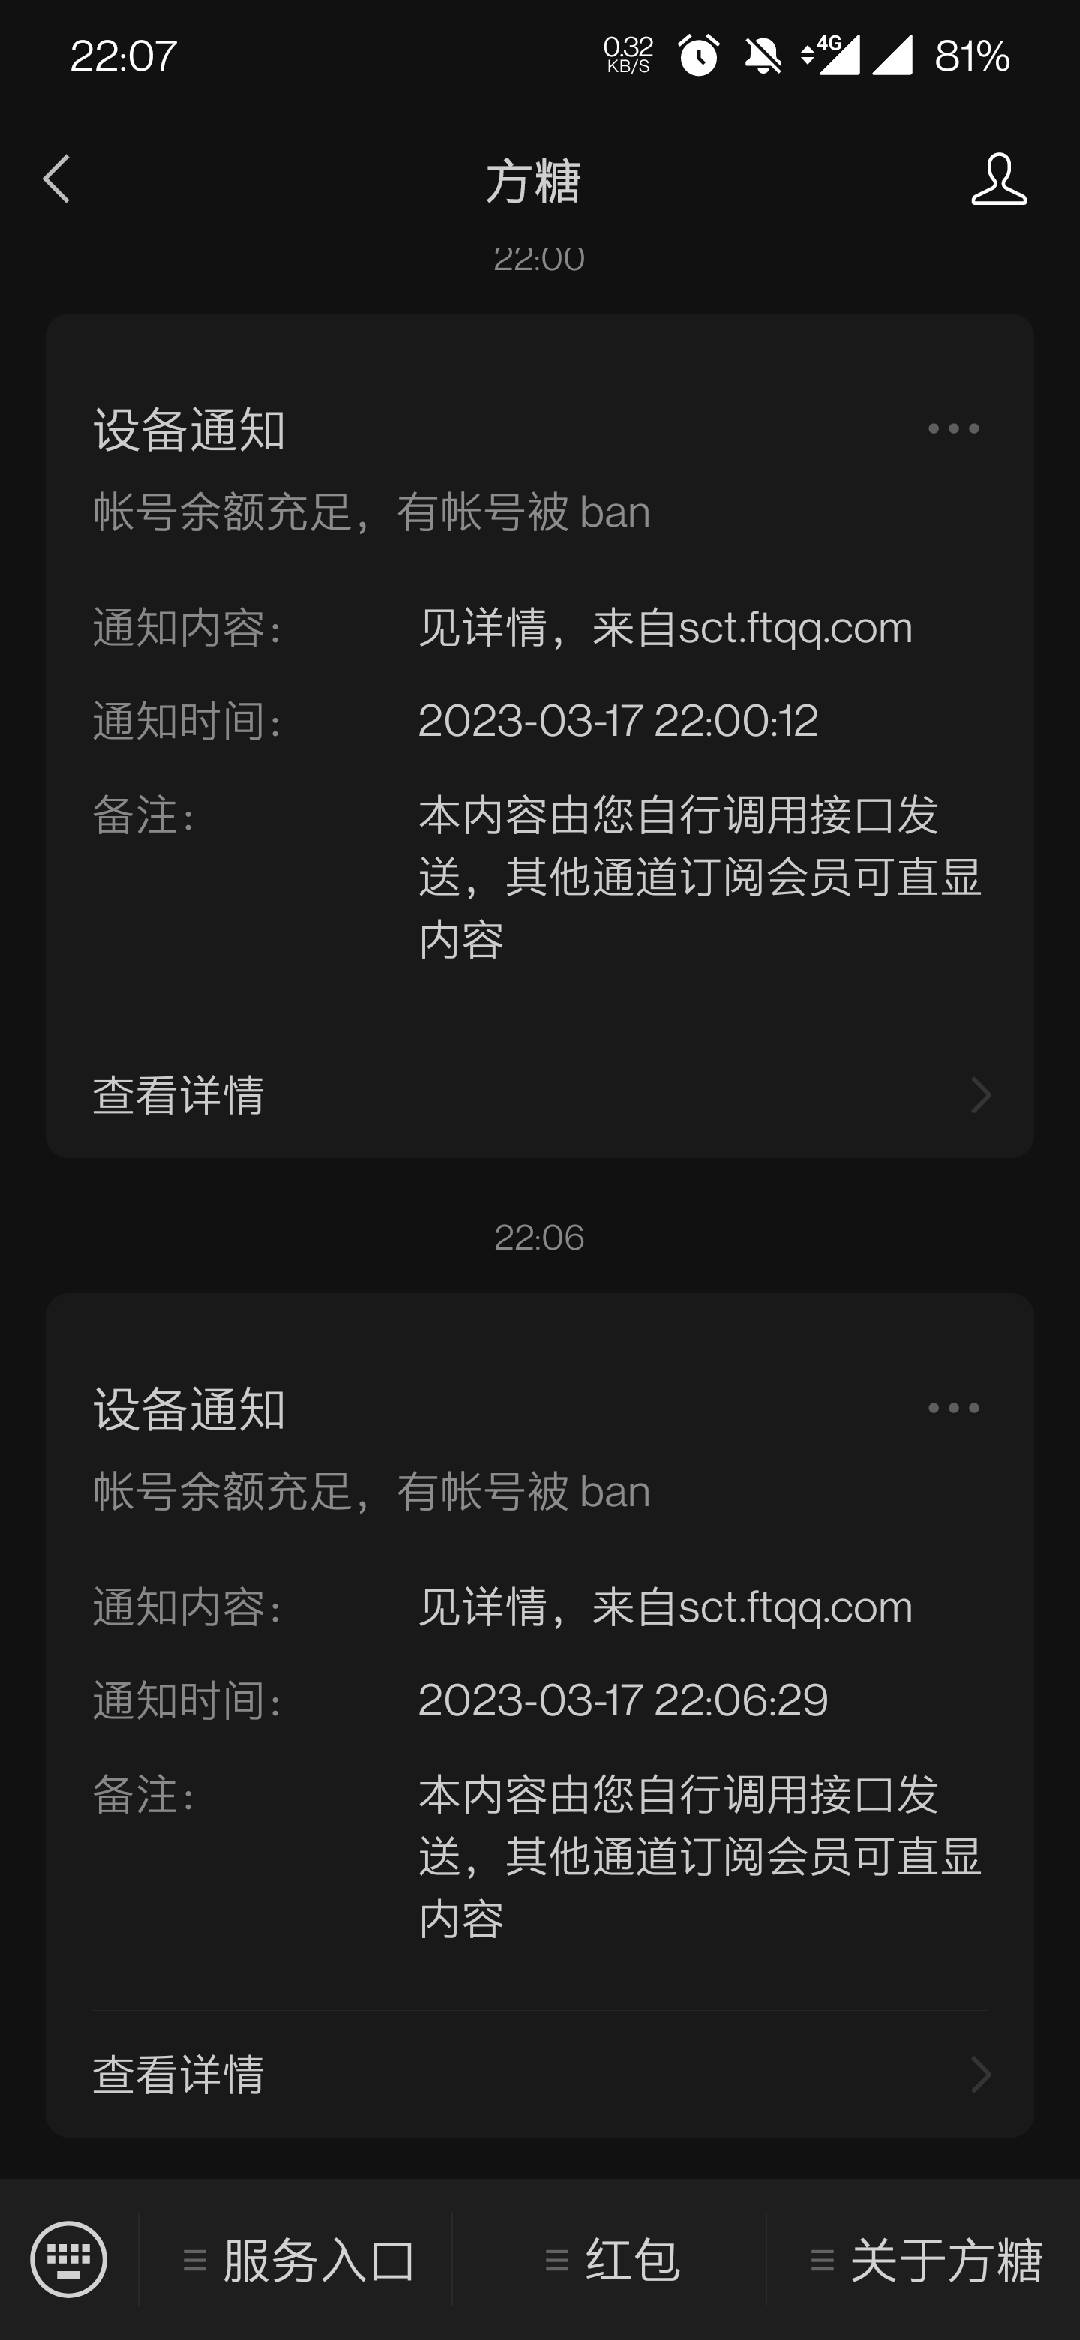 22:07
0.32
KB/S
4G
81%
方糖
22:00
设备通知
帐号余额充足，有帐号被 ban
通知内容：
见详情，来自sct.ftqq.com
通知时间：
2023-03-17 22:00:12
备注：
本内容由您自行调用接口发
送，其他通道订阅会员可直显
内容
查看详情
22:06
设备通知
帐号余额充足，有帐号被 ban
通知内容：
见详情，来自sct.ftqq.com
通知时间：
2023-03-17 22:06:29
备注：
本内容由您自行调用接口发
送，其他通道订阅会员可直显
内容
查看详情
服务入口
红包
关于方糖